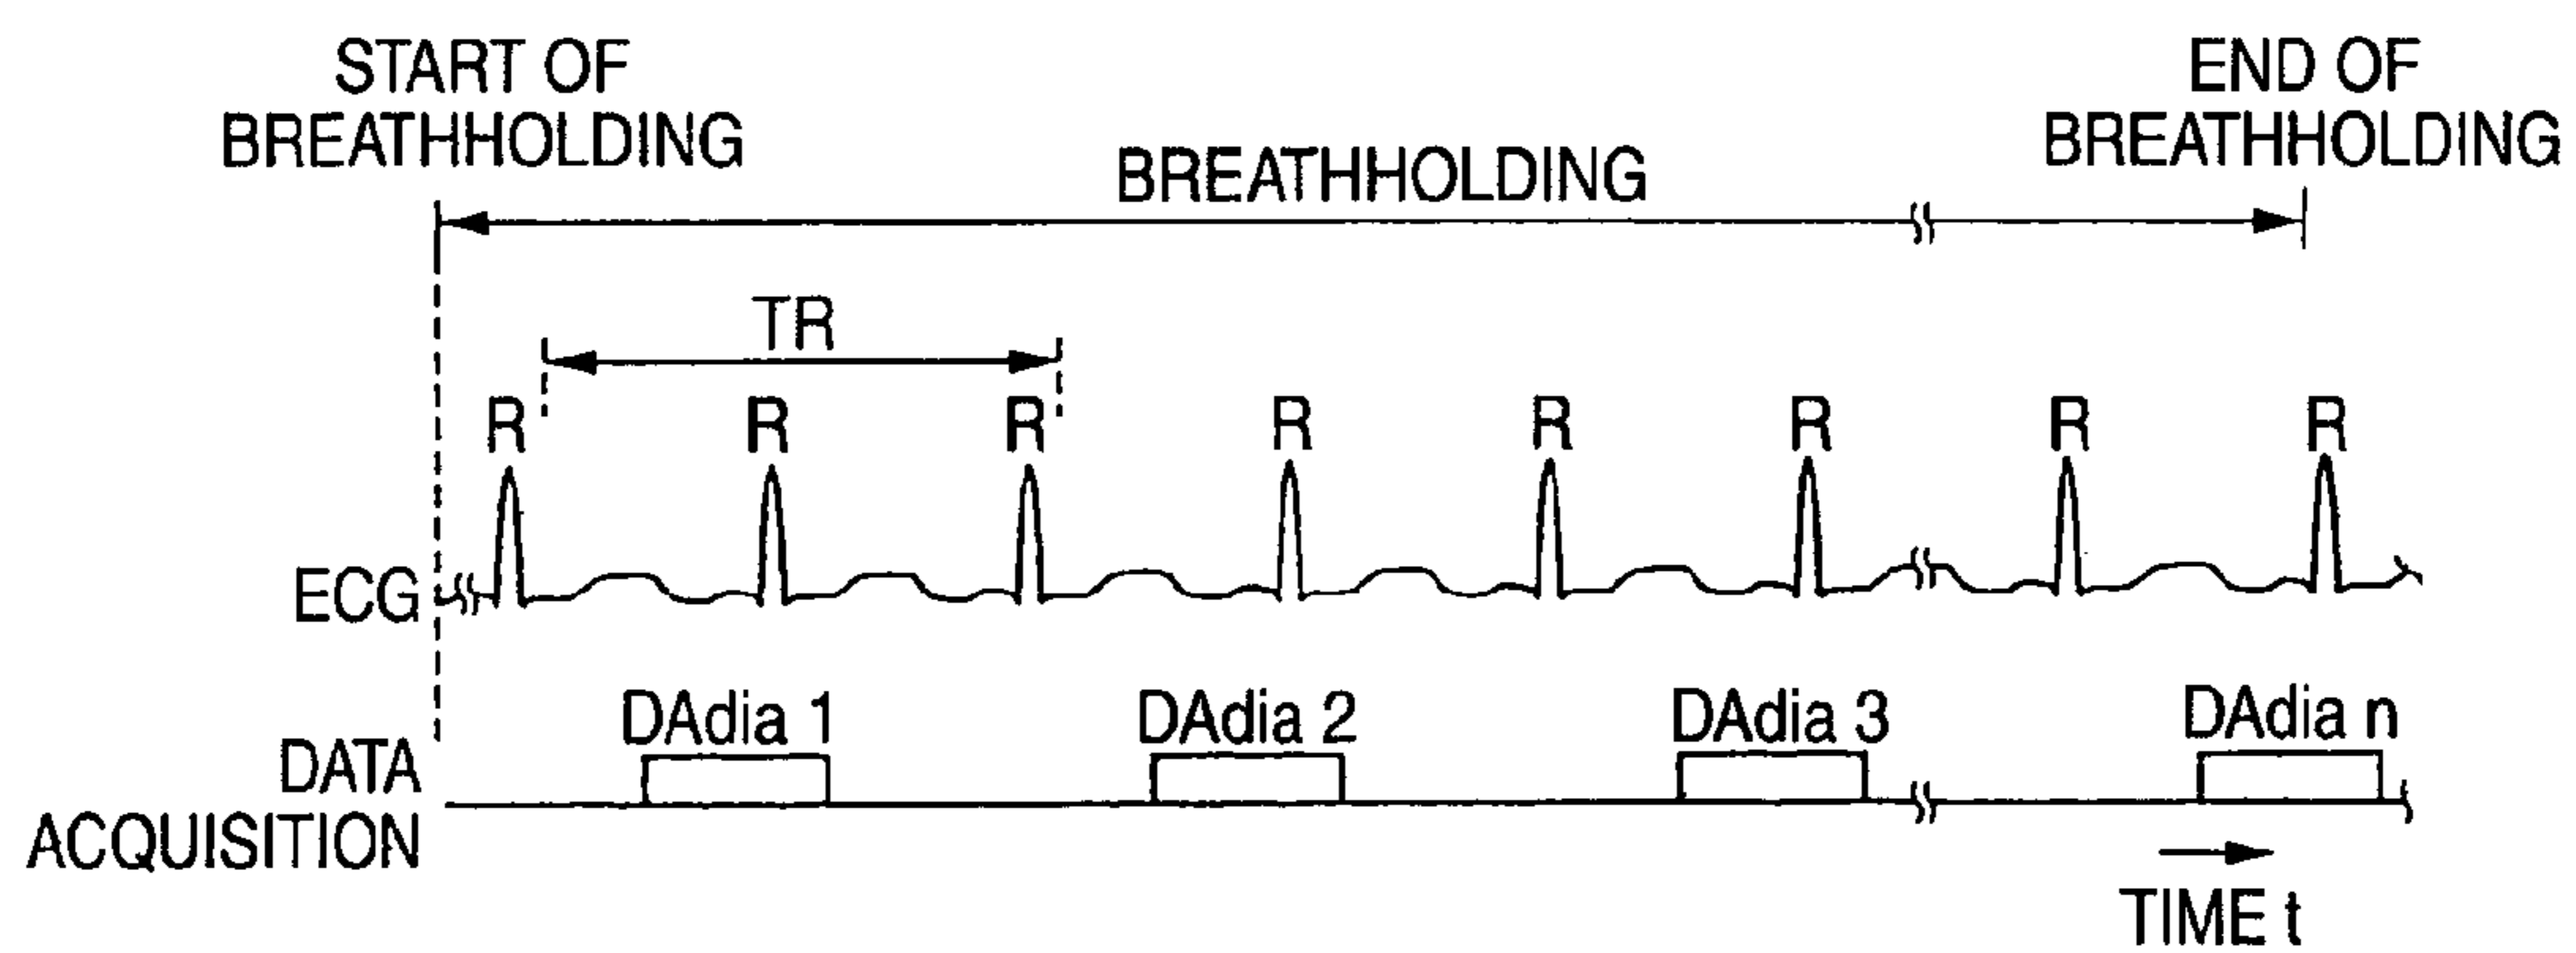 START OF
BREATHHOLDING
BREATHHOLDING
END OF
BREATHHOLDING
TR
R R R R R R R R
ECG
DAdia 1 DAdia 2 DAdia 3 DAdia n
DATA
ACQUISITION
TIME t